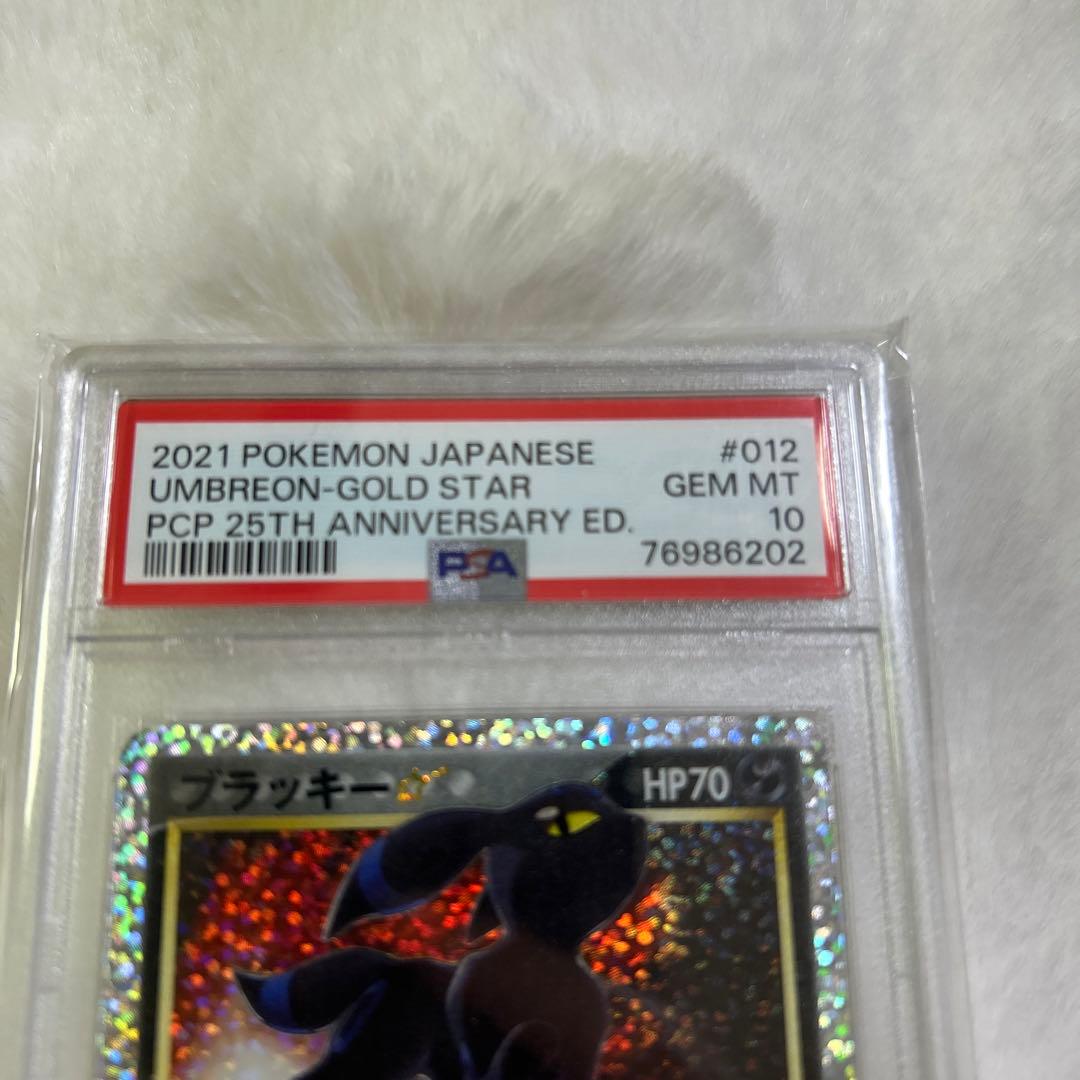 2021 POKEMON JAPANESE #012
UMBREON-GOLD STAR GEM MT
PCP 25TH ANNIVERSARY ED. 10
PSA 76986202
ブラッキー☆ HP70